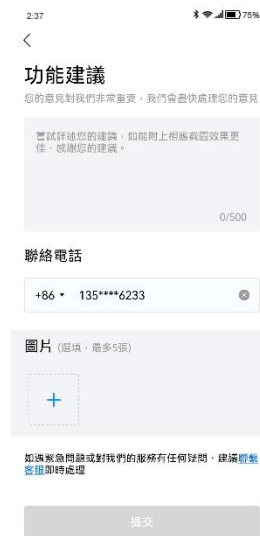 2:37
75%
功能建議
您的意見對我們非常重要，我們會盡快處理您的意見
嘗試詳述您的建議，如能附上相應截圖效果更
佳，感謝您的建議。
0/500
聯絡電話
+86 135****6233
圖片 (選填，最多5張)
如遇緊急問題或對我們的服務有任何疑問，建議聯繫
客服即時處理
提交